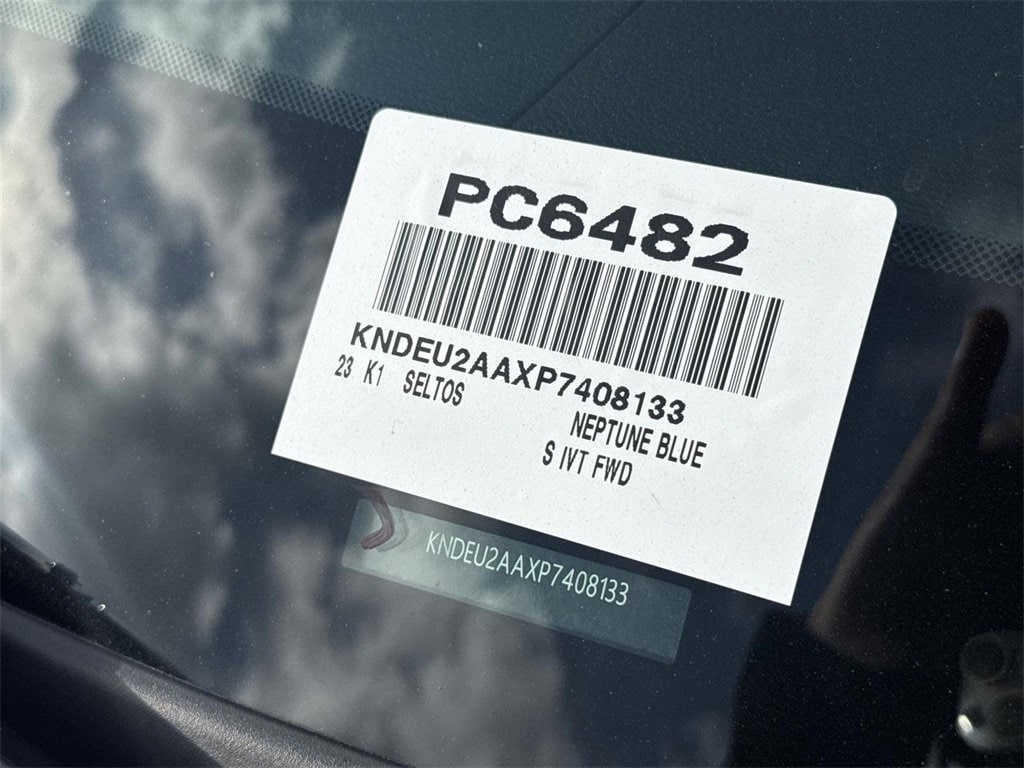 PC6482
KNDEU2AAXP7408133
23 K1 SELTOS
NEPTUNE BLUE
S IVT FWD
KNDEU2AAXP7408133